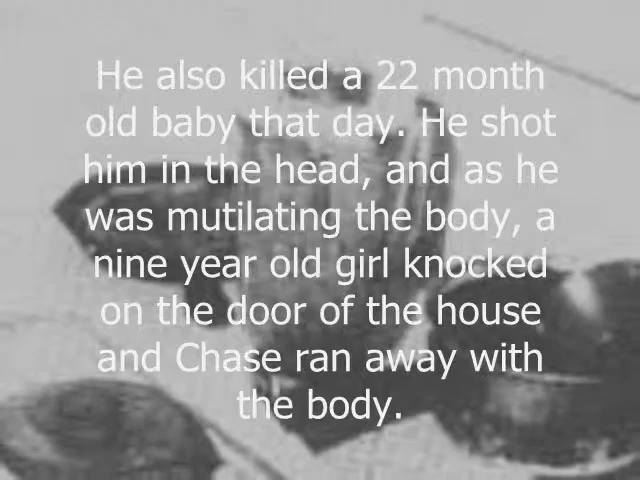 He also killed a 22 month
old baby that day. He shot
him in the head, and as he
was mutilating the body, a
nine year old girl knocked
on the door of the house
and Chase ran away with
the body.